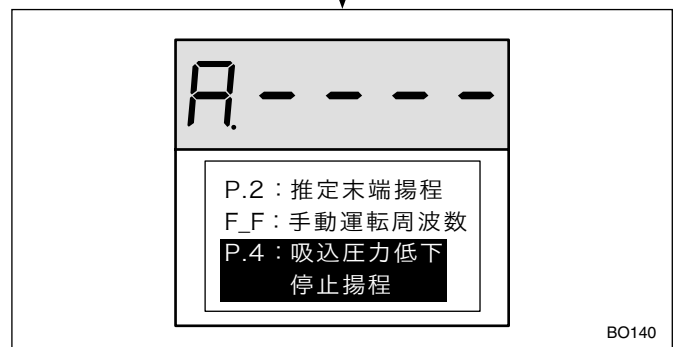 A.----
P.2：推定末端揚程
F_F：手動運転周波数
P.4：吸込圧力低下
停止揚程
BO140